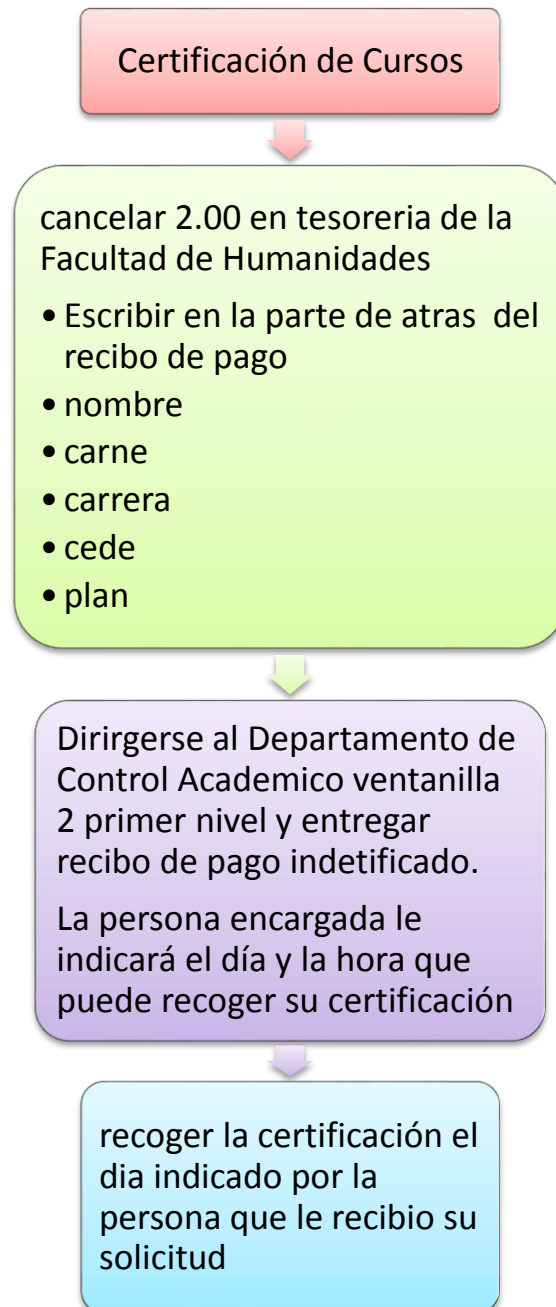 Certificación de Cursos
cancelar 2.00 en tesoreria de la
Facultad de Humanidades
• Escribir en la parte de atras  del
recibo de pago
• nombre
• carne
• carrera
• cede
• plan
Dirirgerse al Departamento de
Control Academico ventanilla
2 primer nivel y entregar
recibo de pago indetificado.
La persona encargada le
indicará el día y la hora que
puede recoger su certificación
recoger la certificación el
dia indicado por la
persona que le recibio su
solicitud